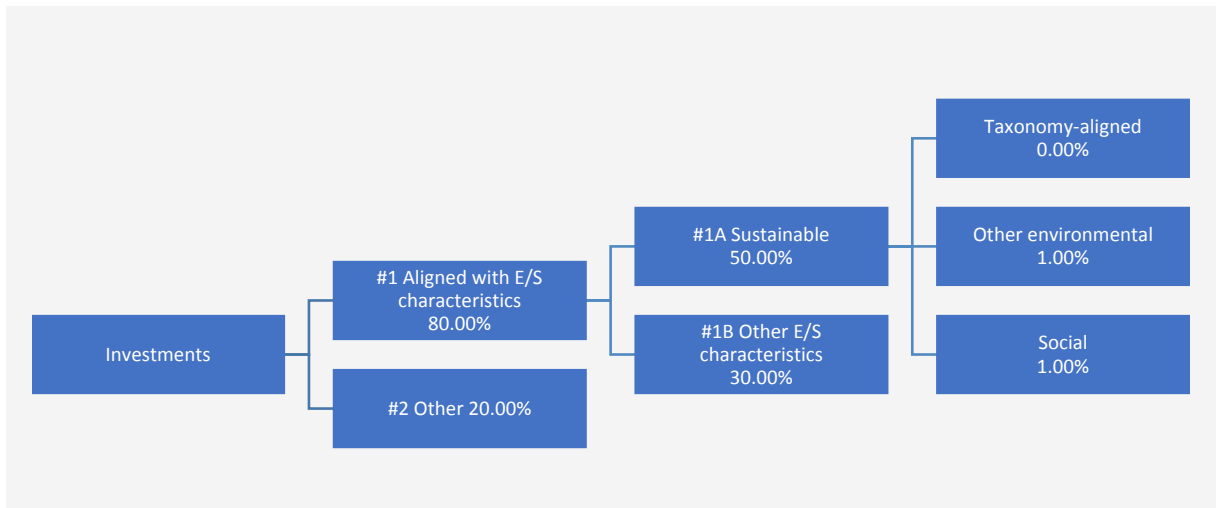 Investments
#1 Aligned with E/S
characteristics
80.00%
#2 Other 20.00%
#1A Sustainable
50.00%
#1B Other E/S
characteristics
30.00%
Taxonomy-aligned
0.00%
Other environmental
1.00%
Social
1.00%